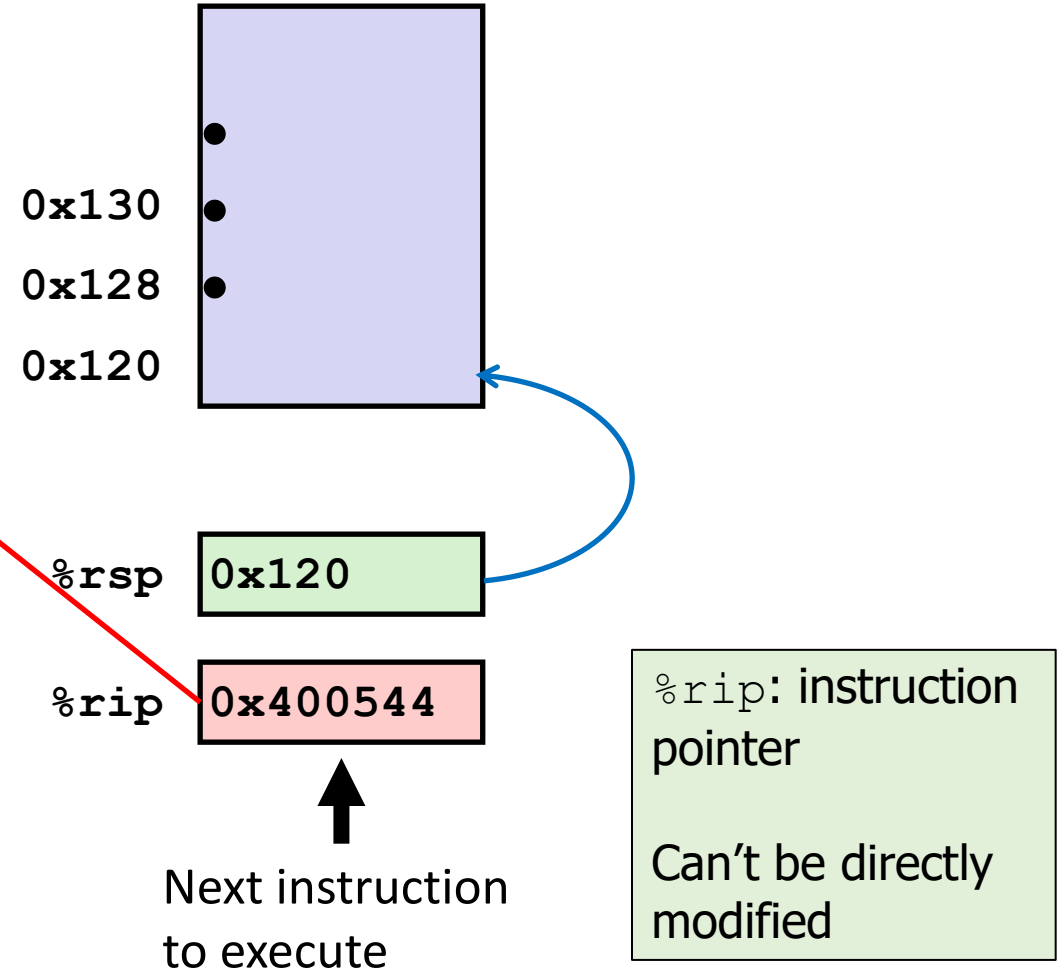 0x130
0x128
0x120
%rsp 0x120
%rip 0x400544
Next instruction
to execute
%rip: instruction
pointer
Can’t be directly
modified